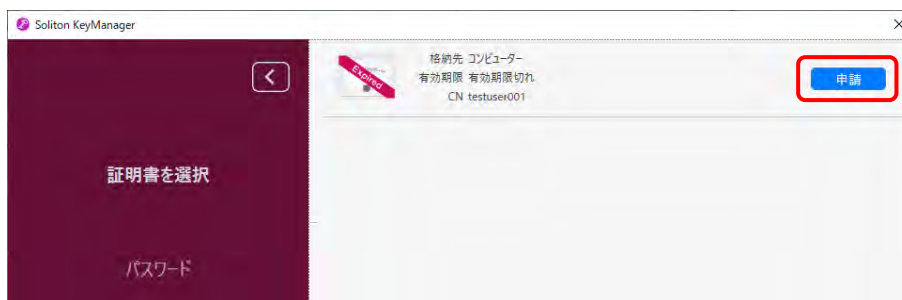 Soliton KeyManager
格納先 コンピューター
Expired
有効期限 有効期限切れ
申請
CN testuser001
証明書を選択
パスワード